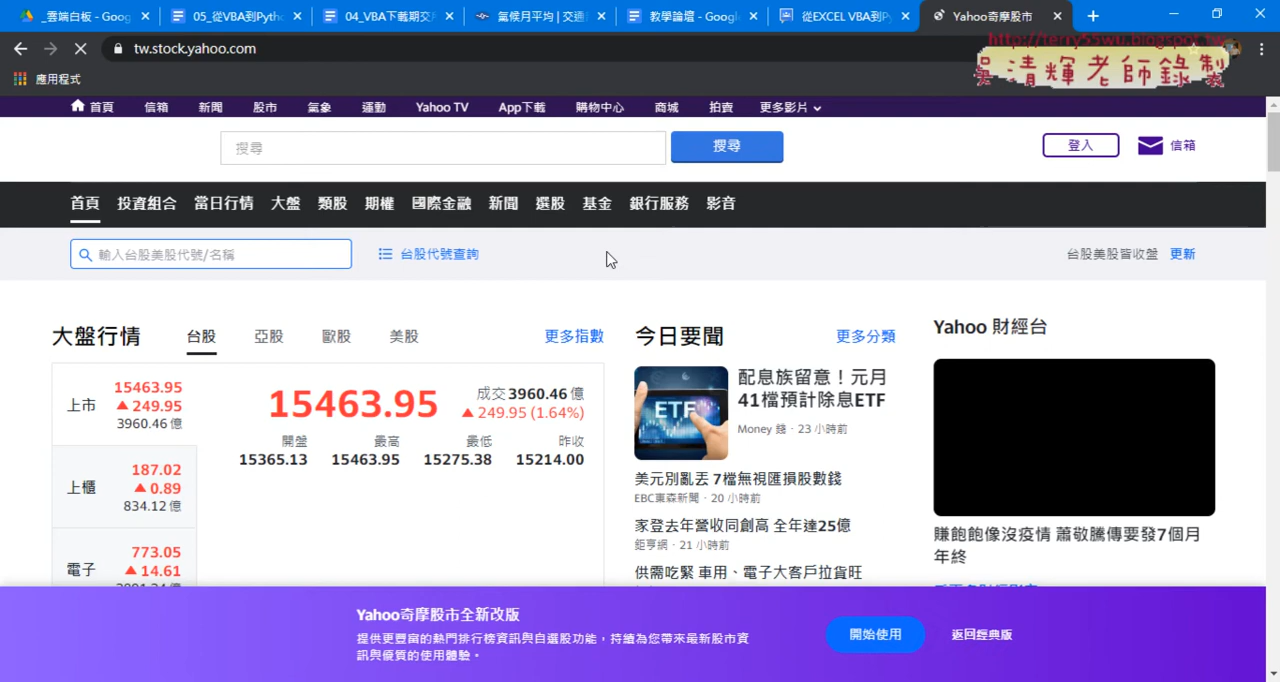 _雲端白板 - Goog
05_從VBA到Pytho
04_VBA下載期交
氣候月平均 | 交通
教學論壇 - Google
從EXCEL VBA到Py
Yahoo奇摩股市
http://terry55wu.blogspot.tw
tw.stock.yahoo.com
吳清輝老師錄製
應用程式
首頁 信箱 新聞 股市 氣象 運動 Yahoo TV App下載 購物中心 商城 拍賣 更多影片
搜尋 搜尋 登入 信箱
首頁 投資組合 當日行情 大盤 類股 期權 國際金融 新聞 選股 基金 銀行服務 影音
輸入台股美股代號/名稱 台股代號查詢 台股美股皆收盤 更新
大盤行情 台股 亞股 歐股 美股 更多指數
上市
15463.95
▲ 249.95
3960.46 億
15463.95
成交 3960.46 億
▲ 249.95 (1.64%)
開盤 最高 最低 昨收
15365.13 15463.95 15275.38 15214.00
上櫃
187.02
▲ 0.89
834.12 億
電子
773.05
▲ 14.61
今日要聞 更多分類
ETF
配息族留意！元月
41檔預計除息ETF
Money 錢 · 23 小時前
美元別亂丟 7檔無視匯損股數錢
EBC東森新聞 · 20 小時前
家登去年營收同創高 全年達25億
鉅亨網 · 21 小時前
供需吃緊 車用、電子大客戶拉貨旺
Yahoo 財經台
賺飽飽像沒疫情 蕭敬騰傳要發7個月
年終
Yahoo奇摩股市全新改版
提供更豐富的熱門排行榜資訊與自選股功能，持續為您帶來最新股市資
訊與優質的使用體驗。
開始使用 返回經典版